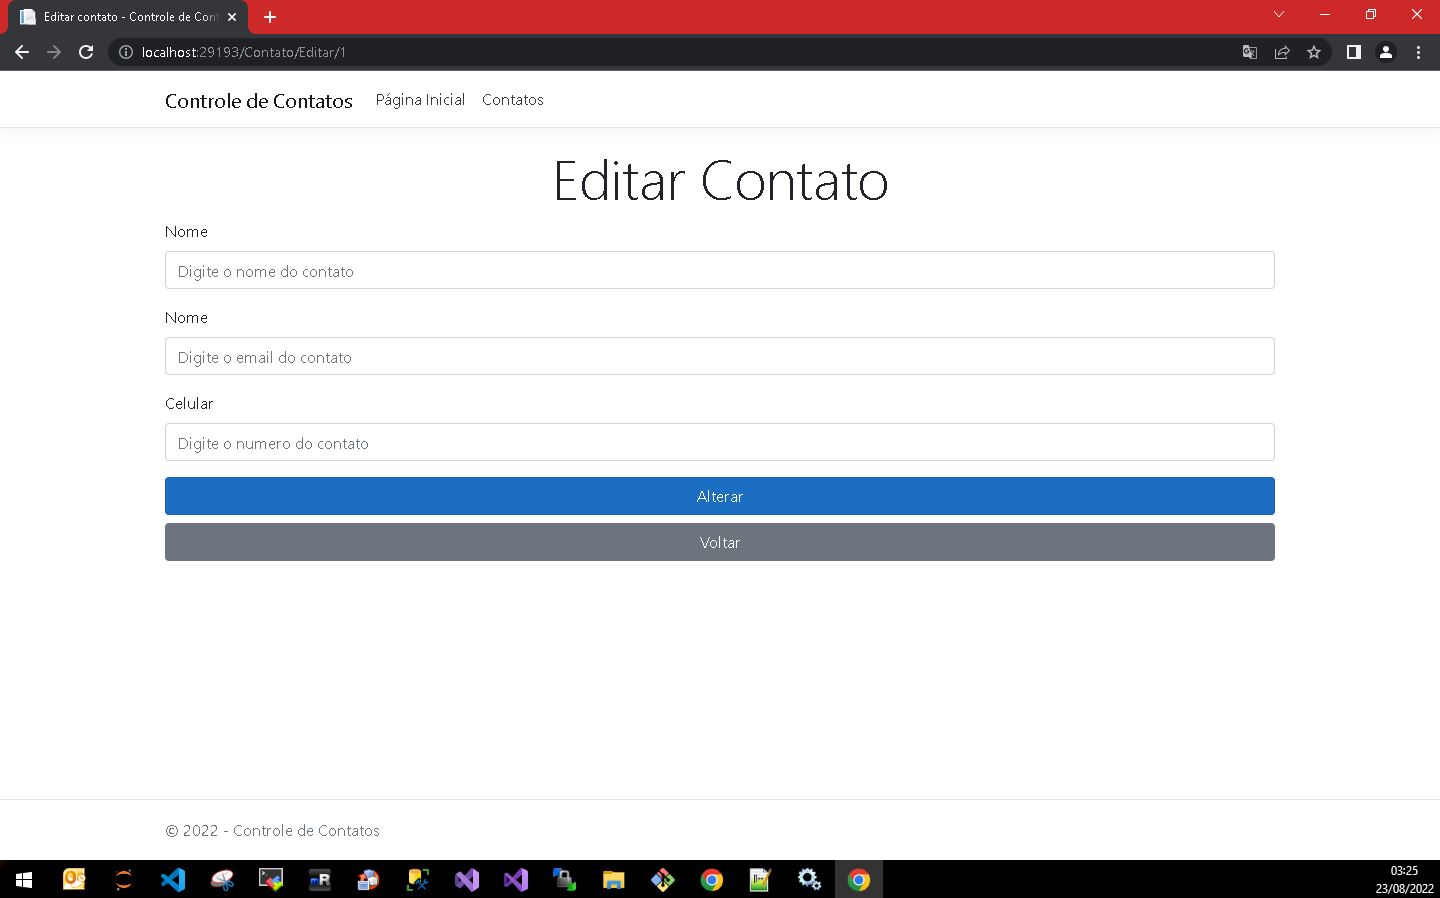 Editar contato - Controle de Cont
localhost:29193/Contato/Editar/1
Controle de Contatos Página Inicial Contatos
Editar Contato
Nome
Digite o nome do contato
Nome
Digite o email do contato
Celular
Digite o numero do contato
Alterar
Voltar
© 2022 - Controle de Contatos
03:25
23/08/2022